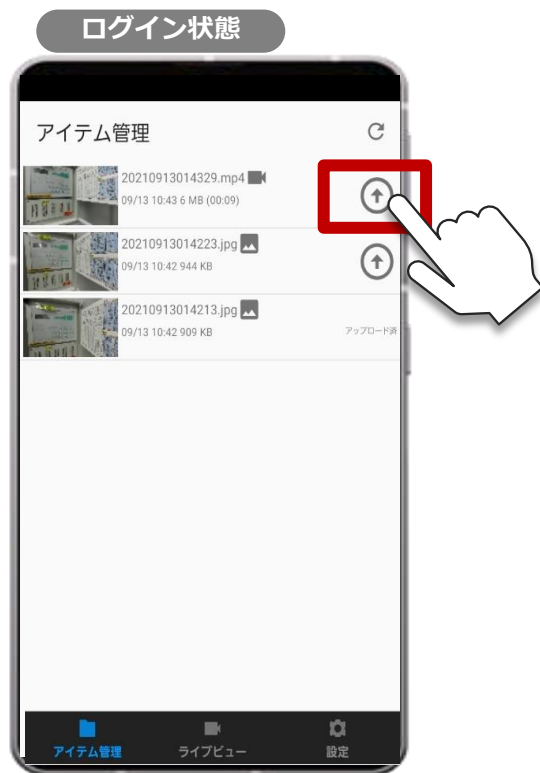 ログイン状態
アイテム管理
20210913014329.mp4
09/13 10:43 6 MB (00:09)
20210913014223.jpg
09/13 10:42 944 KB
20210913014213.jpg
09/13 10:42 909 KB
アップロード済
アイテム管理 ライブビュー 設定